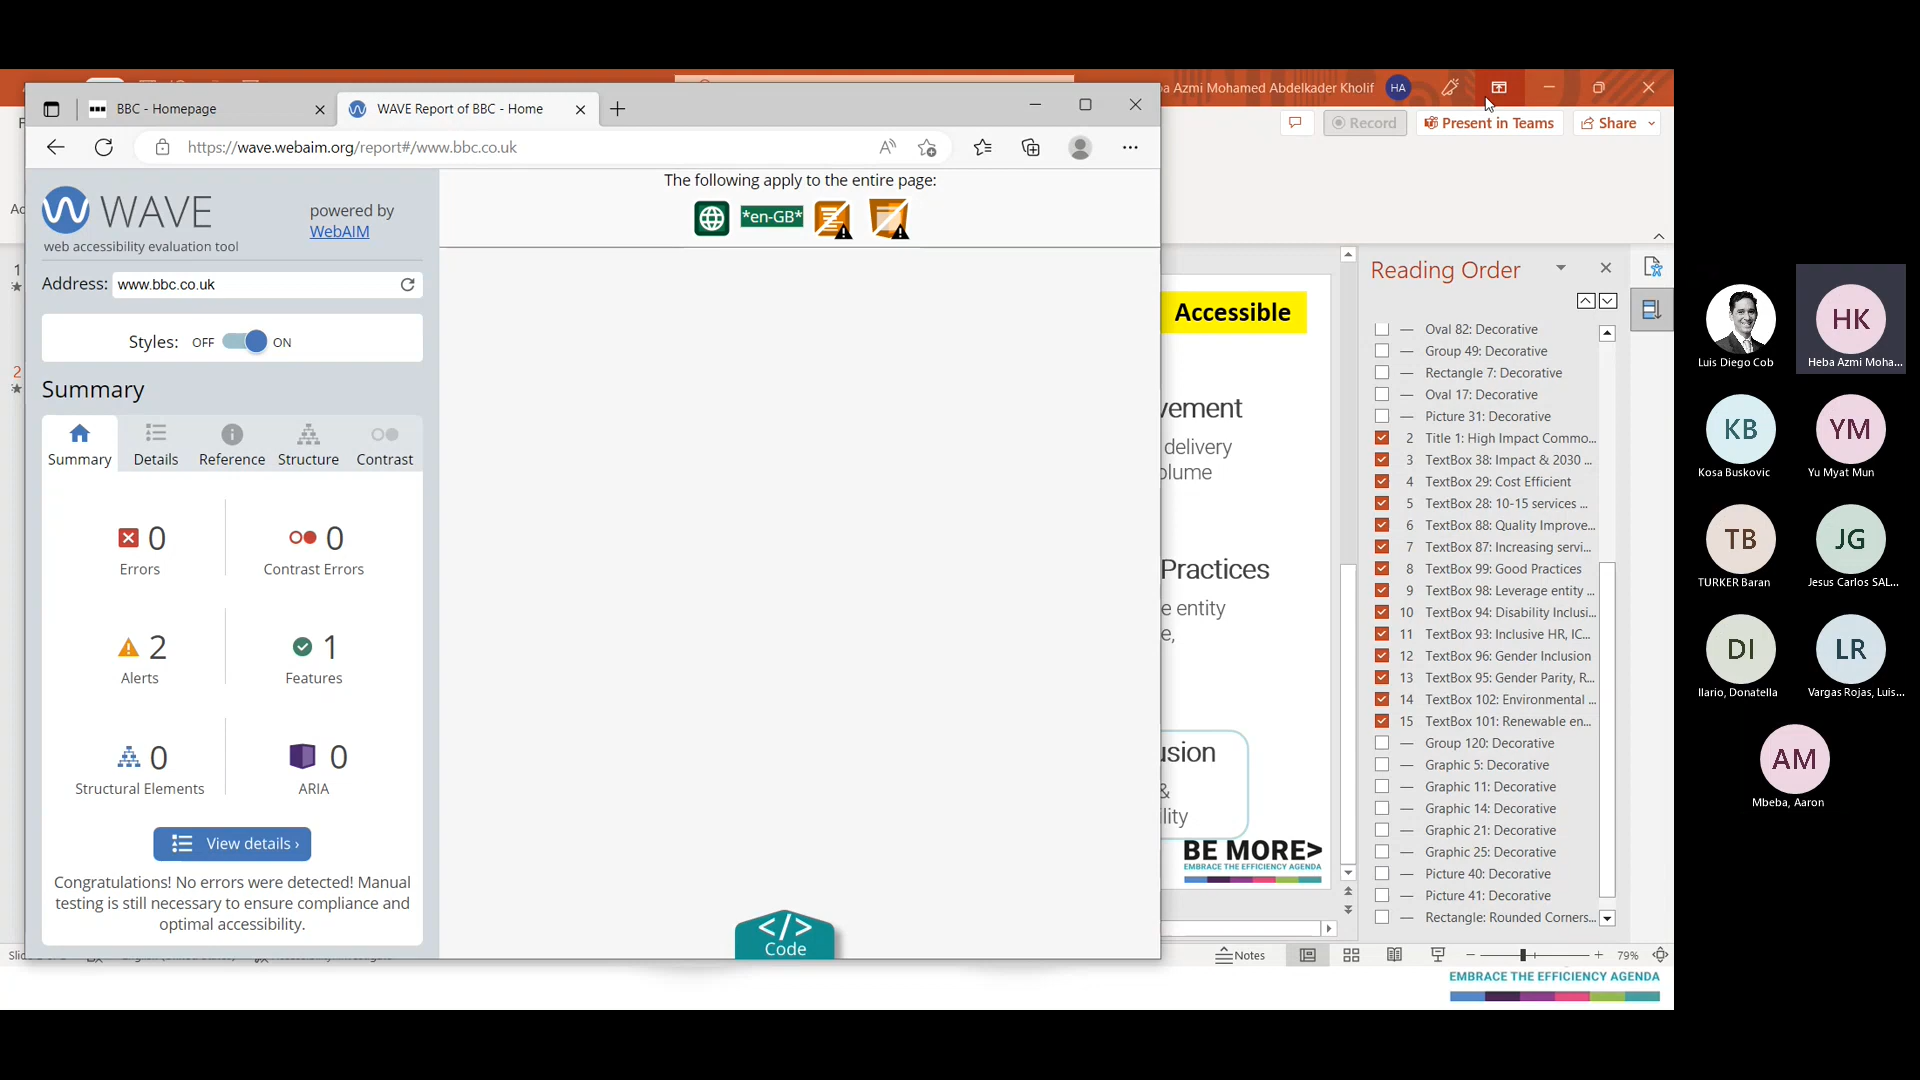 BBC - Homepage
WAVE Report of BBC - Home
https://wave.webaim.org/report#/www.bbc.co.uk
WAVE
web accessibility evaluation tool
powered by
WebAIM
Address: www.bbc.co.uk
Styles: OFF ON
Summary
Summary Details Reference Structure Contrast
0 Errors
0 Contrast Errors
2 Alerts
1 Features
0 Structural Elements
0 ARIA
View details ›
Congratulations! No errors were detected! Manual
testing is still necessary to ensure compliance and
optimal accessibility.
The following apply to the entire page:
*en-GB*
</>
Code
Azmi Mohamed Abdelkader Kholif HA
Record
Present in Teams
Share
1
2
Accessible
vement
delivery
olume
Practices
e entity
e,
usion
&
ility
BE MORE>
EMBRACE THE EFFICIENCY AGENDA
Reading Order
— Oval 82: Decorative
— Group 49: Decorative
— Rectangle 7: Decorative
— Oval 17: Decorative
— Picture 31: Decorative
2 Title 1: High Impact Commo...
3 TextBox 38: Impact & 2030 ...
4 TextBox 29: Cost Efficient
5 TextBox 28: 10-15 services ...
6 TextBox 88: Quality Improve...
7 TextBox 87: Increasing servi...
8 TextBox 99: Good Practices
9 TextBox 98: Leverage entity ...
10 TextBox 94: Disability Inclusi...
11 TextBox 93: Inclusive HR, IC...
12 TextBox 96: Gender Inclusion
13 TextBox 95: Gender Parity, R...
14 TextBox 102: Environmental ...
15 TextBox 101: Renewable en...
— Group 120: Decorative
— Graphic 5: Decorative
— Graphic 11: Decorative
— Graphic 14: Decorative
— Graphic 21: Decorative
— Graphic 25: Decorative
— Picture 40: Decorative
— Picture 41: Decorative
— Rectangle: Rounded Corners...
Notes
79%
EMBRACE THE EFFICIENCY AGENDA
Luis Diego Cob
HK
Heba Azmi Moha...
KB
Kosa Buskovic
YM
Yu Myat Mun
TB
TURKER Baran
JG
Jesus Carlos SAL...
DI
Ilario, Donatella
LR
Vargas Rojas, Luis...
AM
Mbeba, Aaron